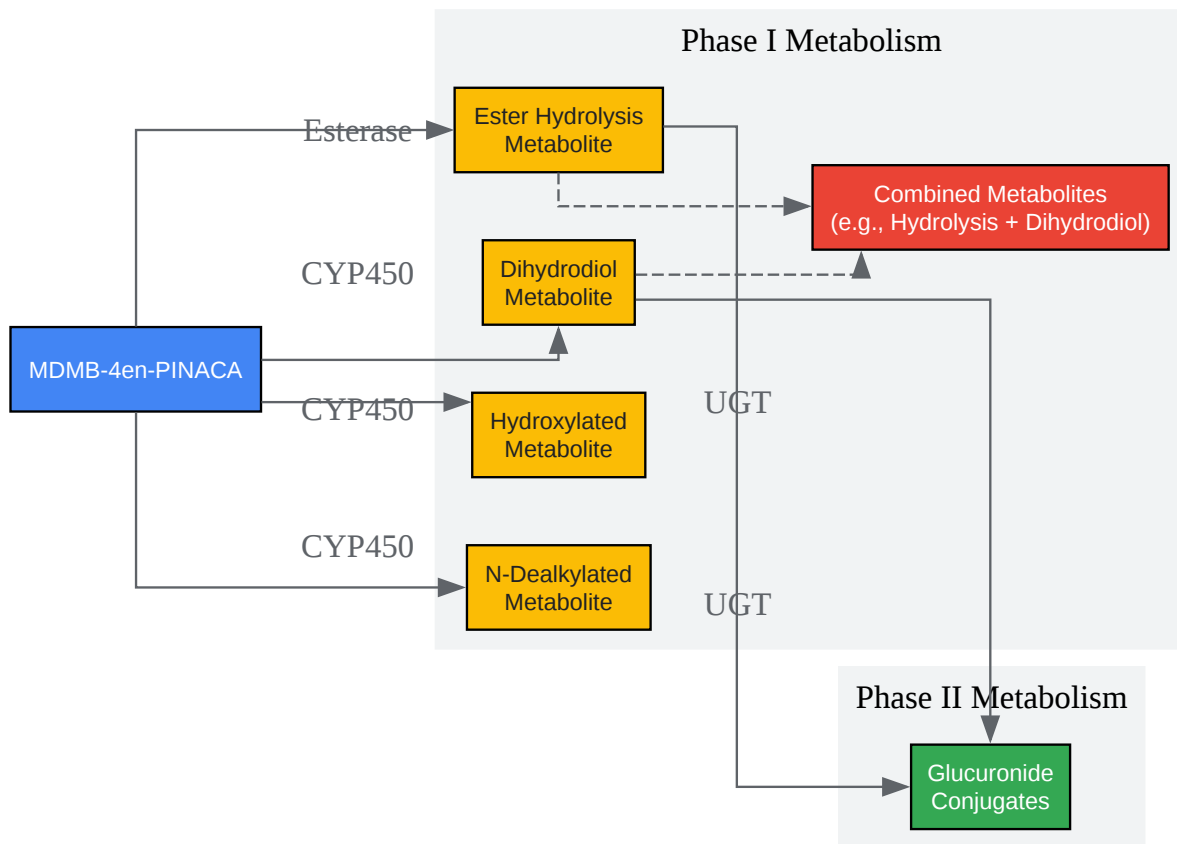 Phase I Metabolism
Esterase
Ester Hydrolysis
Metabolite
Combined Metabolites
(e.g., Hydrolysis + Dihydrodiol)
CYP450
Dihydrodiol
Metabolite
MDMB-4en-PINACA
CYP450
Hydroxylated
Metabolite
UGT
CYP450
N-Dealkylated
Metabolite
UGT
Phase II Metabolism
Glucuronide
Conjugates